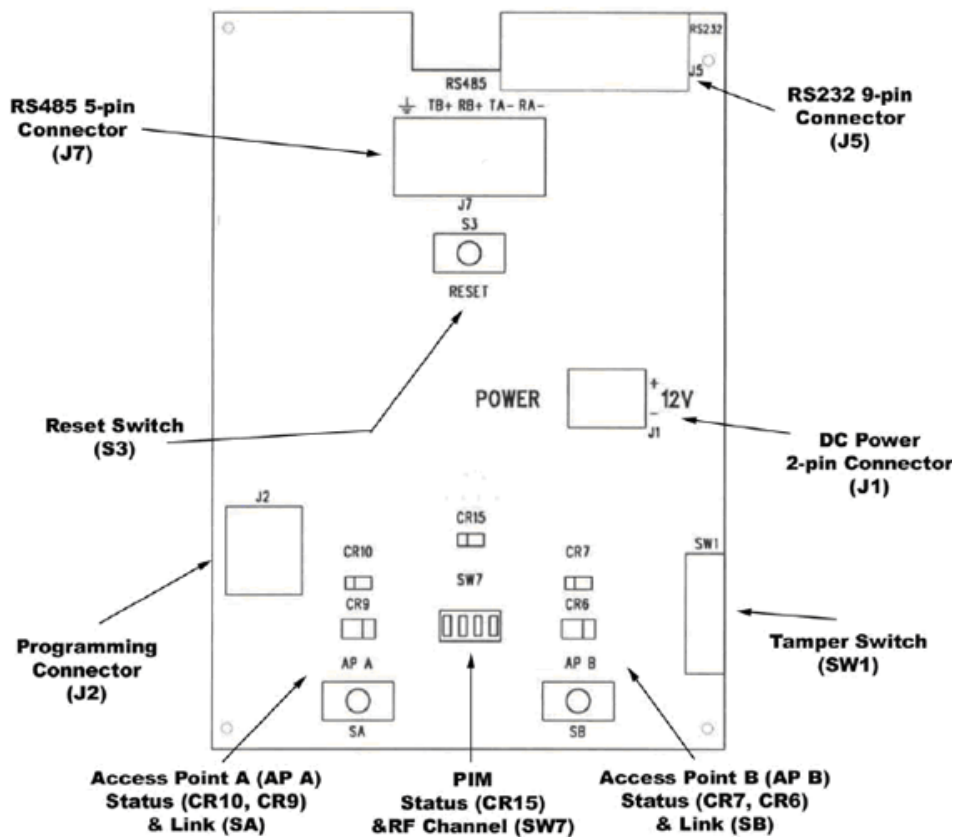 RS232
J5
RS485
TB+ RB+ TA- RA-
RS485 5-pin
Connector
(J7)
RS232 9-pin
Connector
(J5)
J7
S3
RESET
POWER
+
12V
-
J1
Reset Switch
(S3)
DC Power
2-pin Connector
(J1)
J2
CR15
CR10
CR7
SW1
SW7
CR9
CR6
Programming
Connector
(J2)
Tamper Switch
(SW1)
AP A
AP B
SA
SB
Access Point A (AP A)
Status (CR10, CR9)
& Link (SA)
PIM
Status (CR15)
&RF Channel (SW7)
Access Point B (AP B)
Status (CR7, CR6)
& Link (SB)